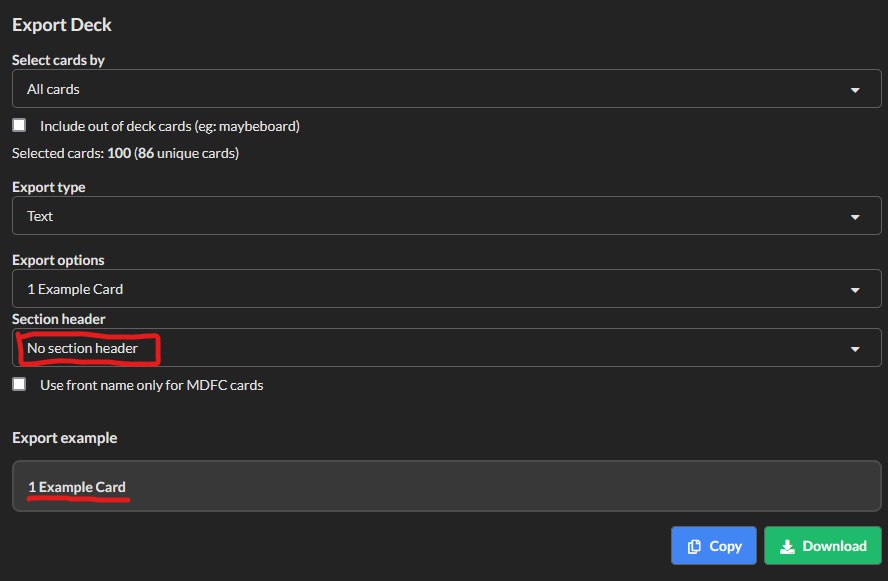 Export Deck
Select cards by
All cards
Include out of deck cards (eg: maybeboard)
Selected cards: 100 (86 unique cards)
Export type
Text
Export options
1 Example Card
Section header
No section header
Use front name only for MDFC cards
Export example
1 Example Card
Copy Download